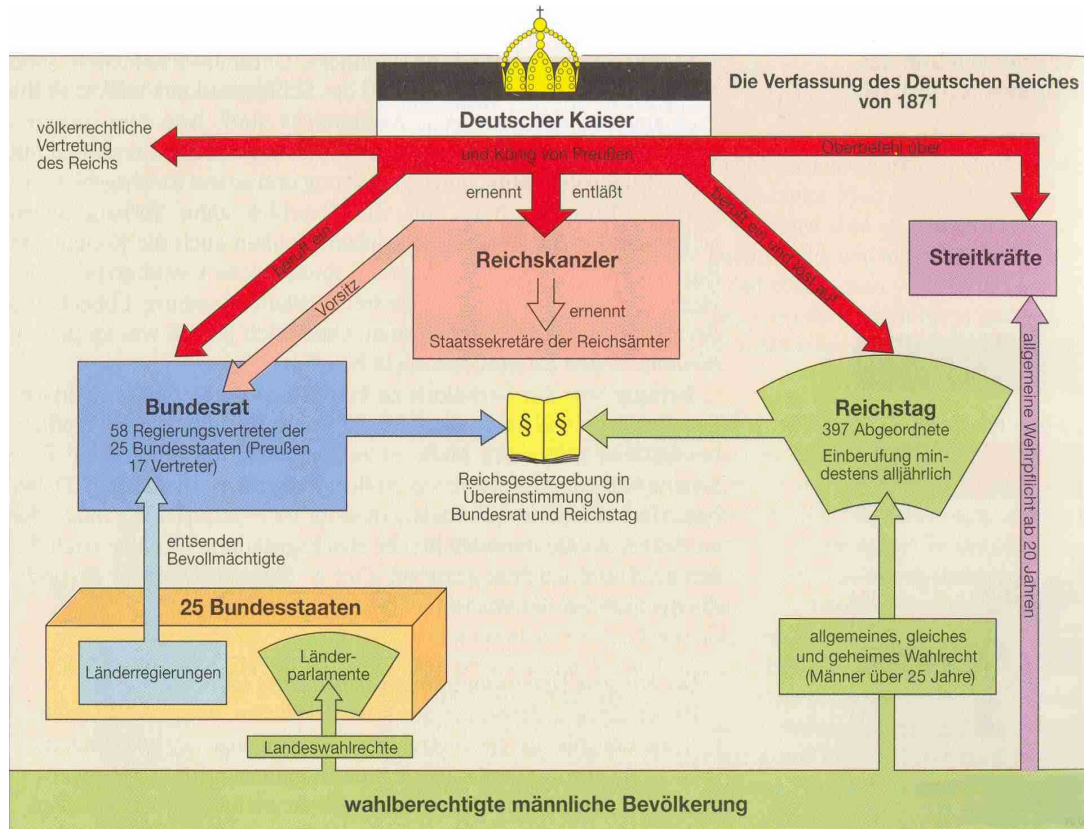 Die Verfassung des Deutschen Reiches
von 1871
Deutscher Kaiser
und König von Preußen
völkerrechtliche
Vertretung
des Reichs
Oberbefehl über
ernennt
entläßt
beruft ein
Vorsitz
beruft ein und löst auf
Reichskanzler
ernennt
Staatssekretäre der Reichsämter
Streitkräfte
Bundesrat
58 Regierungsvertreter der
25 Bundesstaaten (Preußen
17 Vertreter)
§ §
Reichsgesetzgebung in
Übereinstimmung von
Bundesrat und Reichstag
Reichstag
397 Abgeordnete
Einberufung min-
destens alljährlich
allgemeine Wehrpflicht ab 20 Jahren
entsenden
Bevollmächtigte
25 Bundesstaaten
Länderregierungen
Länder-
parlamente
Landeswahlrechte
allgemeines, gleiches
und geheimes Wahlrecht
(Männer über 25 Jahre)
wahlberechtigte männliche Bevölkerung